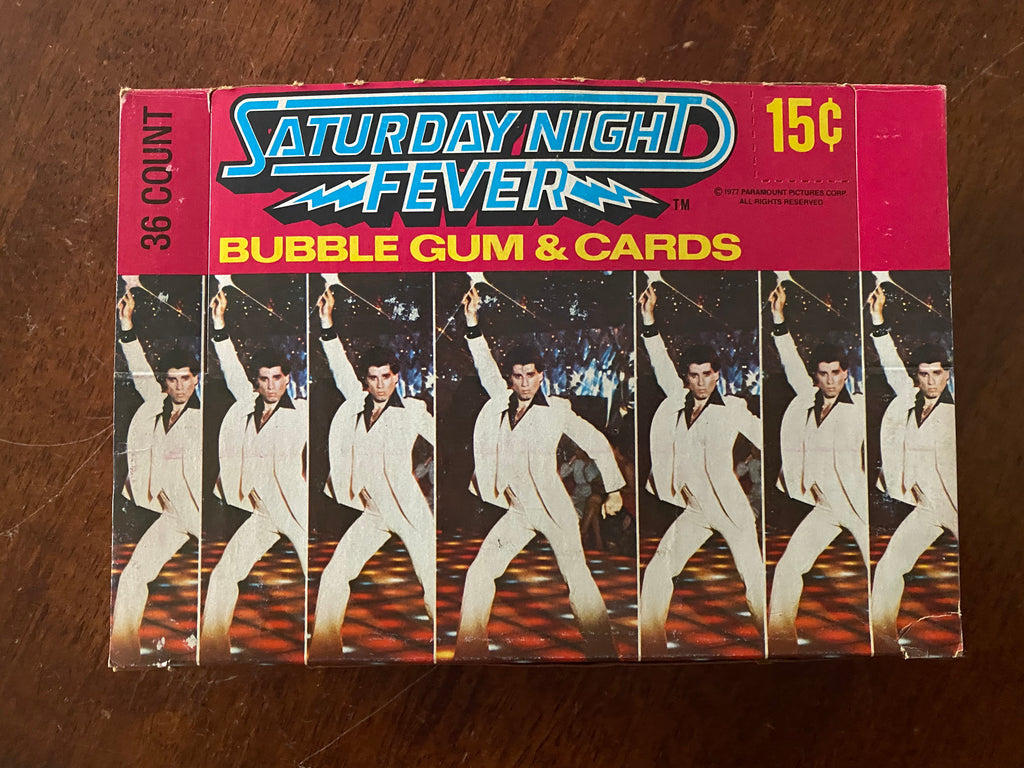 36 COUNT
SATURDAY NIGHT
FEVER
TM
15¢
© 1977 PARAMOUNT PICTURES CORP.
ALL RIGHTS RESERVED
BUBBLE GUM & CARDS